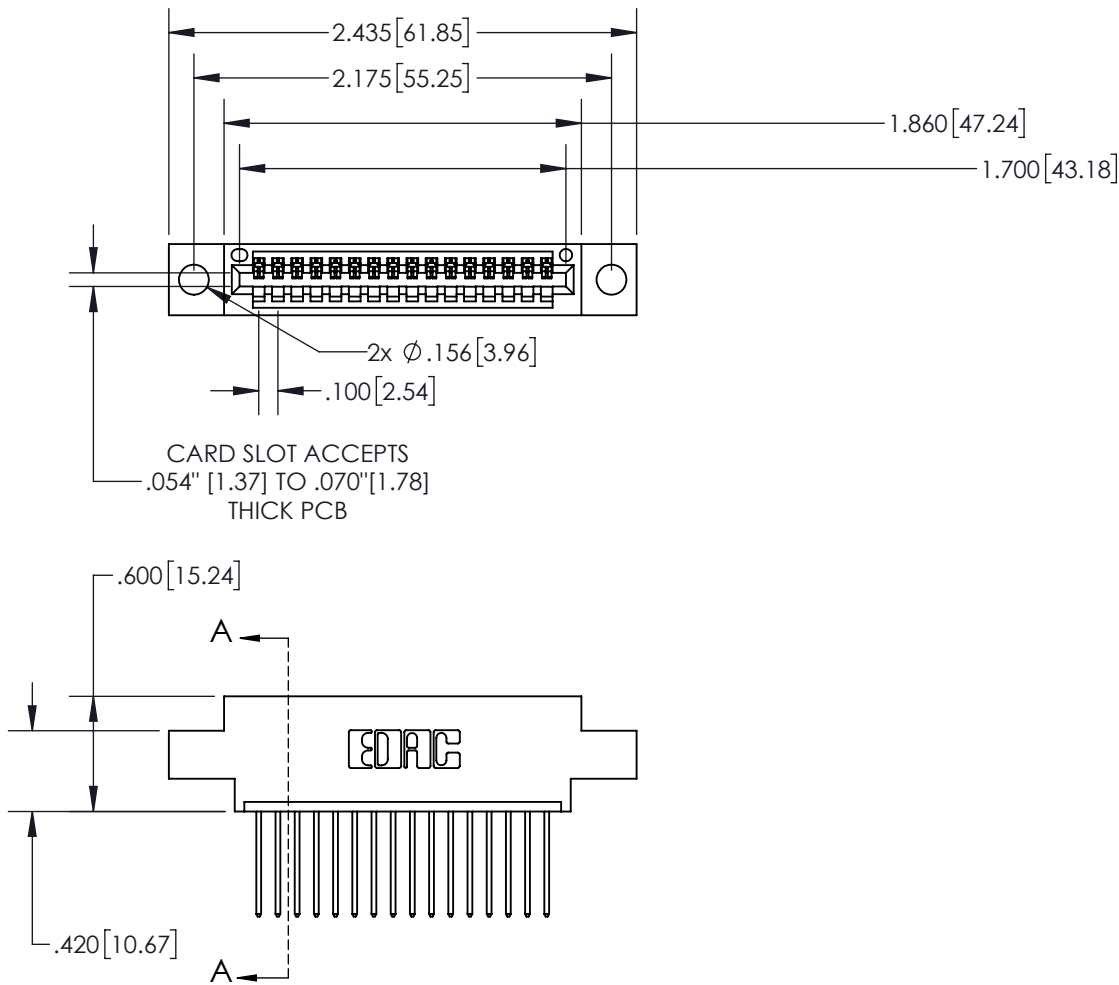 2.435[61.85]
2.175[55.25]
1.860[47.24]
1.700[43.18]
2x ⌀.156[3.96]
.100[2.54]
CARD SLOT ACCEPTS
.054" [1.37] TO .070"[1.78]
THICK PCB
.600[15.24]
A
EDAC
.420[10.67]
A